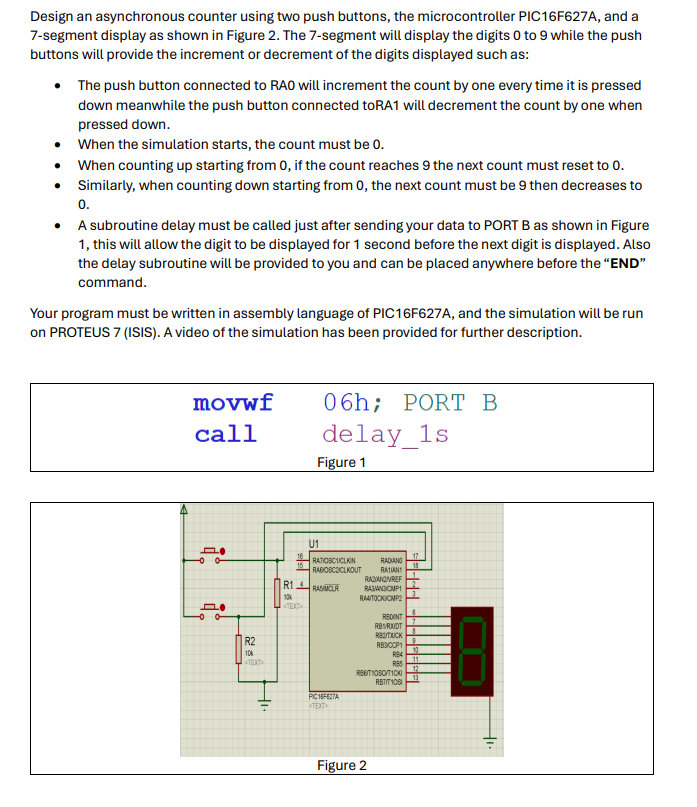 Design an asynchronous counter using two push buttons, the microcontroller PIC16F627A, and a
7-segment display as shown in Figure 2. The 7-segment will display the digits 0 to 9 while the push
buttons will provide the increment or decrement of the digits displayed such as:
• The push button connected to RA0 will increment the count by one every time it is pressed
down meanwhile the push button connected toRA1 will decrement the count by one when
pressed down.
• When the simulation starts, the count must be 0.
• When counting up starting from 0, if the count reaches 9 the next count must reset to 0.
• Similarly, when counting down starting from 0, the next count must be 9 then decreases to
0.
• A subroutine delay must be called just after sending your data to PORT B as shown in Figure
1, this will allow the digit to be displayed for 1 second before the next digit is displayed. Also
the delay subroutine will be provided to you and can be placed anywhere before the “END”
command.
Your program must be written in assembly language of PIC16F627A, and the simulation will be run
on PROTEUS 7 (ISIS). A video of the simulation has been provided for further description.
movwf 06h; PORT B
call delay_1s
Figure 1
U1
16 RA7/OSC1/CLKIN RA0/AN0 17
15 RA6/OSC2/CLKOUT RA1/AN1 18
RA2/AN2/VREF 1
R1 4 RA5/MCLR RA3/AN3/CMP1 2
10k RA4/T0CKI/CMP2 3
<TEXT>
RB0/INT 6
RB1/RX/DT 7
R2 RB2/TX/CK 8
RB3/CCP1 9
10k RB4 10
<TEXT> RB5 11
RB6/T1OSO/T1CKI 12
RB7/T1OSI 13
PIC16F627A
<TEXT>
Figure 2